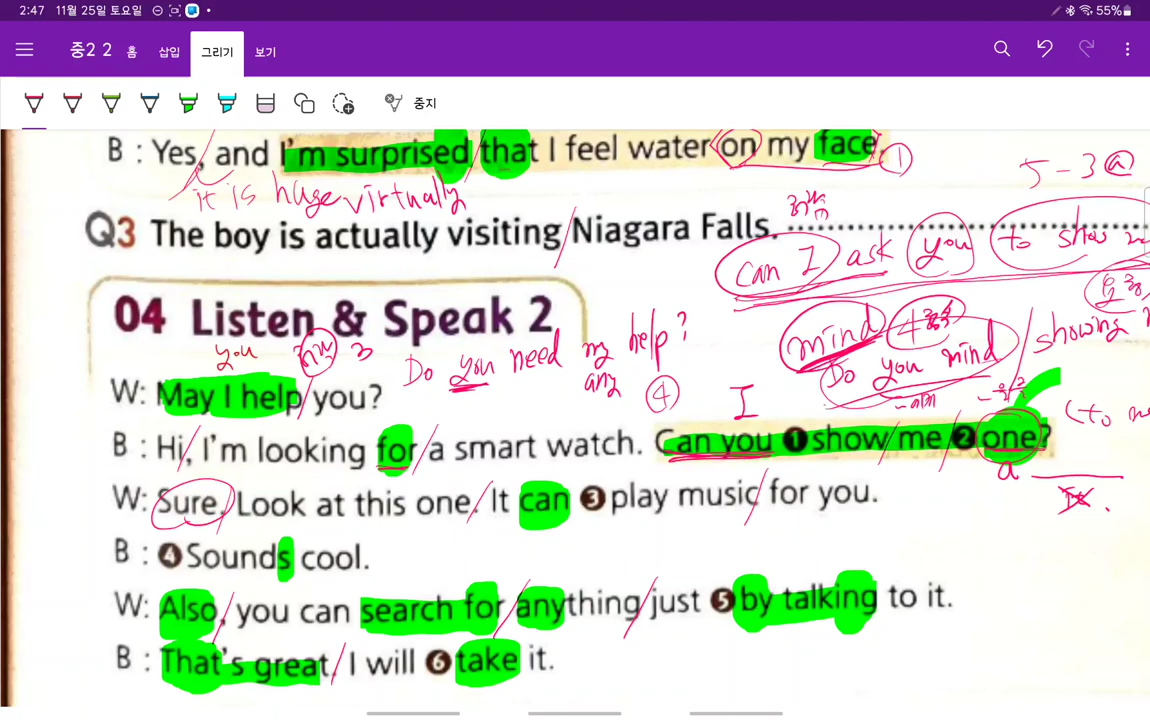 2:47 11월 25일 토요일 55%
중2 2 홈 삽입 그리기 보기
중지
B : Yes, and I'm surprised that I feel water on my face. ①
it is huge virtually
5-3 ⓐ
Q3 The boy is actually visiting Niagara Falls.
can I ask you to show
04 Listen & Speak 2
you
Do you need my help?
any
④
mind 4
Do you mind showing
W: May I help you?
I
B : Hi, I'm looking for a smart watch. Can you ❶ show me ❷ one?
(to
a
W: Sure. Look at this one. It can ❸ play music for you.
B : ❹ Sounds cool.
W: Also, you can search for anything just ❺ by talking to it.
B : That's great. I will ❻ take it.